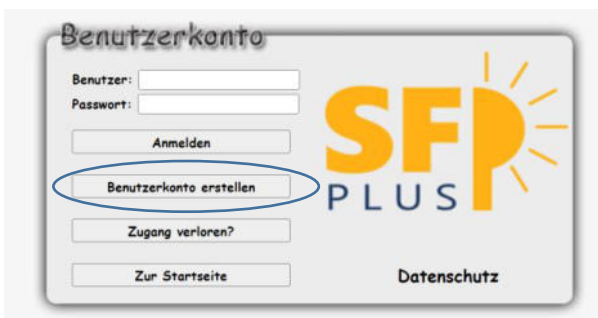 Benutzerkonto
Benutzer:
Passwort:
Anmelden
Benutzerkonto erstellen
Zugang verloren?
Zur Startseite
SFP
PLUS
Datenschutz